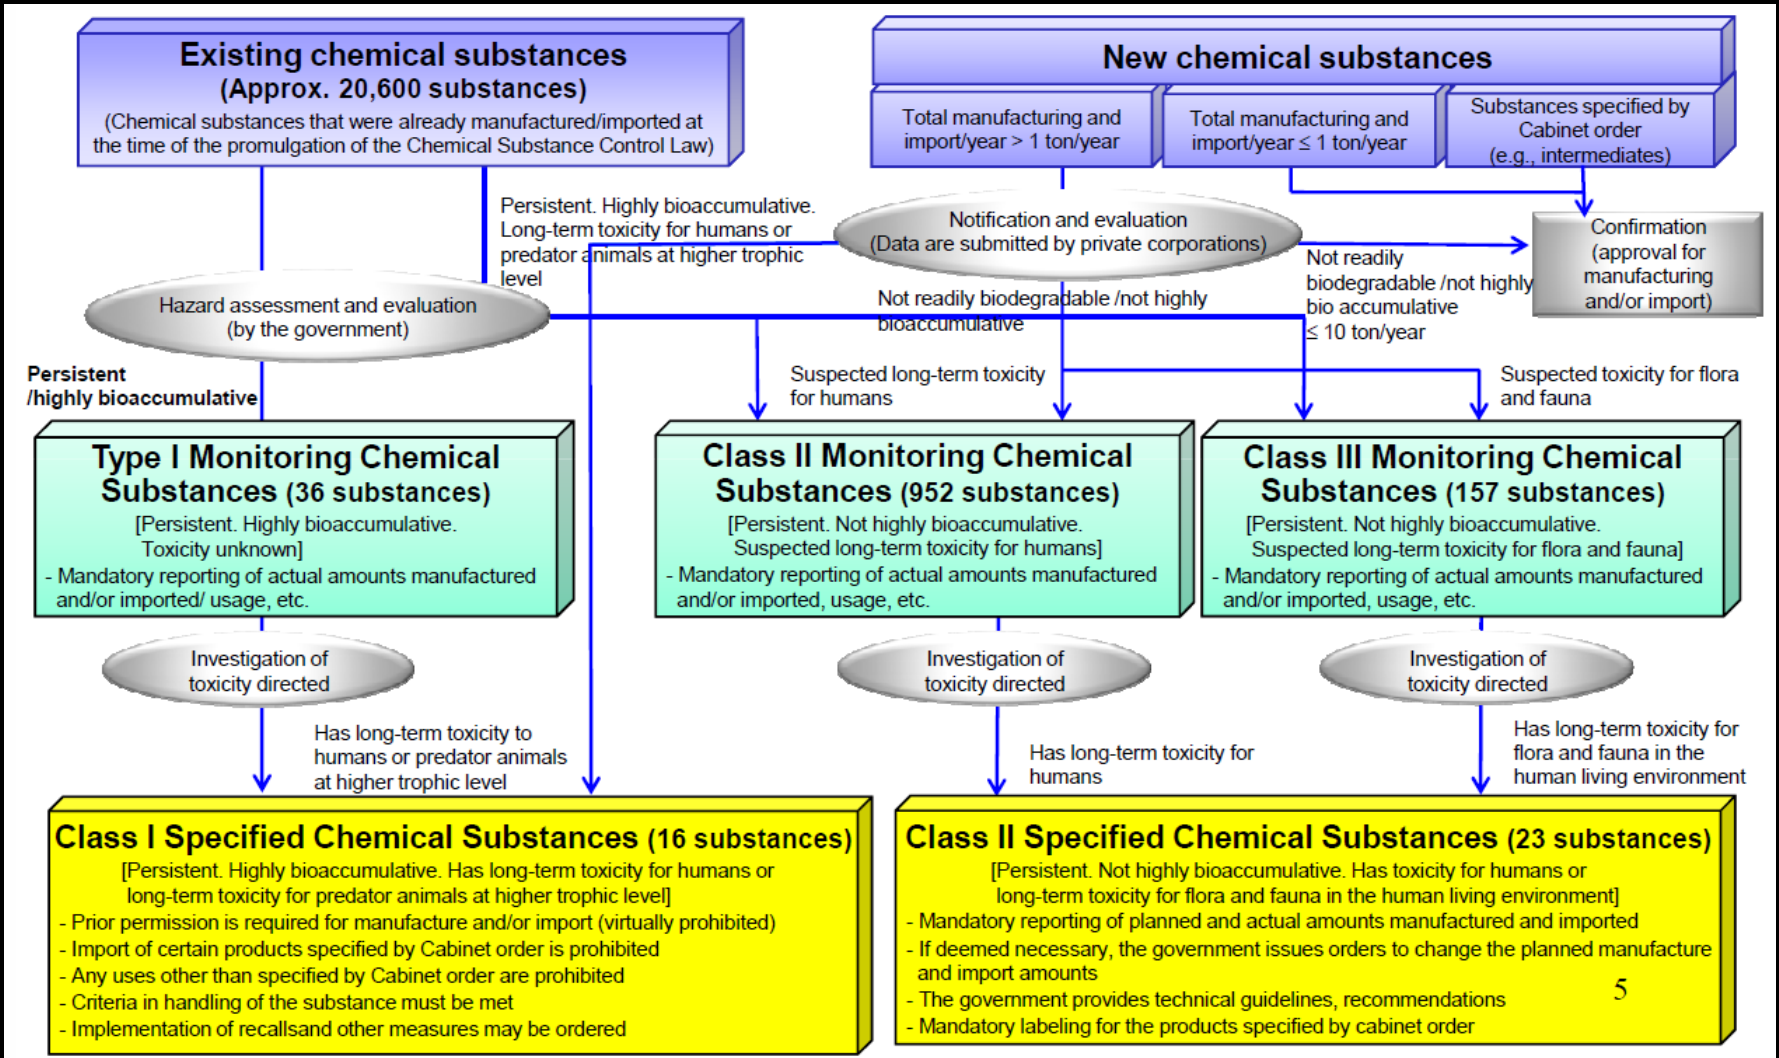 Existing chemical substances
(Approx. 20,600 substances)
(Chemical substances that were already manufactured/imported at
the time of the promulgation of the Chemical Substance Control Law)
New chemical substances
Total manufacturing and
import/year > 1 ton/year
Total manufacturing and
import/year ≤ 1 ton/year
Substances specified by
Cabinet order
(e.g., intermediates)
Persistent. Highly bioaccumulative.
Long-term toxicity for humans or
predator animals at higher trophic
level
Notification and evaluation
(Data are submitted by private corporations)
Confirmation
(approval for
manufacturing
and/or import)
Not readily
biodegradable /not highly
bio accumulative
≤ 10 ton/year
Hazard assessment and evaluation
(by the government)
Not readily biodegradable /not highly
bioaccumulative
Persistent
/highly bioaccumulative
Suspected long-term toxicity
for humans
Suspected toxicity for flora
and fauna
Type I Monitoring Chemical
Substances (36 substances)
[Persistent. Highly bioaccumulative.
Toxicity unknown]
- Mandatory reporting of actual amounts manufactured
and/or imported/ usage, etc.
Class II Monitoring Chemical
Substances (952 substances)
[Persistent. Not highly bioaccumulative.
Suspected long-term toxicity for humans]
- Mandatory reporting of actual amounts manufactured
and/or imported, usage, etc.
Class III Monitoring Chemical
Substances (157 substances)
[Persistent. Not highly bioaccumulative.
Suspected long-term toxicity for flora and fauna]
- Mandatory reporting of actual amounts manufactured
and/or imported, usage, etc.
Investigation of
toxicity directed
Investigation of
toxicity directed
Investigation of
toxicity directed
Has long-term toxicity to
humans or predator animals
at higher trophic level
Has long-term toxicity for
humans
Has long-term toxicity for
flora and fauna in the
human living environment
Class I Specified Chemical Substances (16 substances)
[Persistent. Highly bioaccumulative. Has long-term toxicity for humans or
long-term toxicity for predator animals at higher trophic level]
- Prior permission is required for manufacture and/or import (virtually prohibited)
- Import of certain products specified by Cabinet order is prohibited
- Any uses other than specified by Cabinet order are prohibited
- Criteria in handling of the substance must be met
- Implementation of recallsand other measures may be ordered
Class II Specified Chemical Substances (23 substances)
[Persistent. Not highly bioaccumulative. Has toxicity for humans or
long-term toxicity for flora and fauna in the human living environment]
- Mandatory reporting of planned and actual amounts manufactured and imported
- If deemed necessary, the government issues orders to change the planned manufacture
and import amounts
- The government provides technical guidelines, recommendations
- Mandatory labeling for the products specified by cabinet order
5